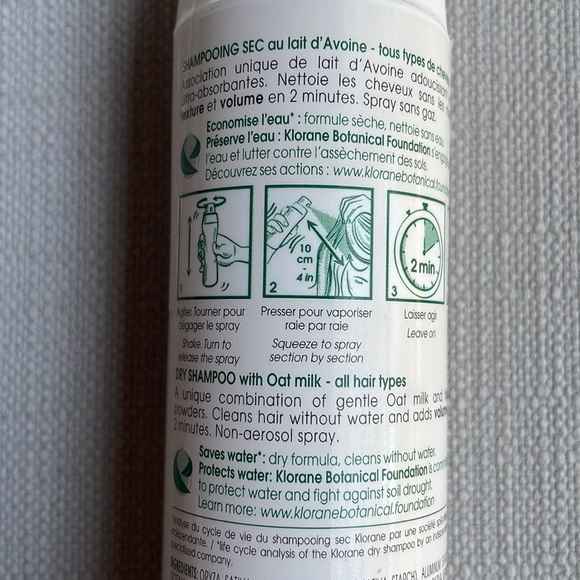 SHAMPOOING SEC au lait d'Avoine - tous types de
Association unique de lait d'Avoine
ultra-absorbantes. Nettoie les cheveux sans
texture et volume en 2 minutes. Spray sans gaz.
Economise l'eau* : formule sèche, nettoie sans eau.
Préserve l'eau : Klorane Botanical Foundation
l'eau et lutter contre l'assèchement des sols.
Découvrez ses actions : www.kloranebotanical.
1
10
cm
-
4 in
2
2 min
3
Agiter. Tourner pour
dégager le spray
Shake. Turn to
release the spray
Presser pour vaporiser
raie par raie
Squeeze to spray
section by section
Laisser agir
Leave on
DRY SHAMPOO with Oat milk - all hair types
A unique combination of gentle Oat milk and
powders. Cleans hair without water and adds
2 minutes. Non-aerosol spray.
Saves water* : dry formula, cleans without water.
Protects water: Klorane Botanical Foundation is
to protect water and fight against soil drought.
Learn more: www.kloranebotanical.foundation
*analyse du cycle de vie du shampooing sec Klorane par une société
indépendante. / *life cycle analysis of the Klorane dry shampoo by an
specialized company.
INGREDIENTS: ORYZA STARCH), ALUMINUM